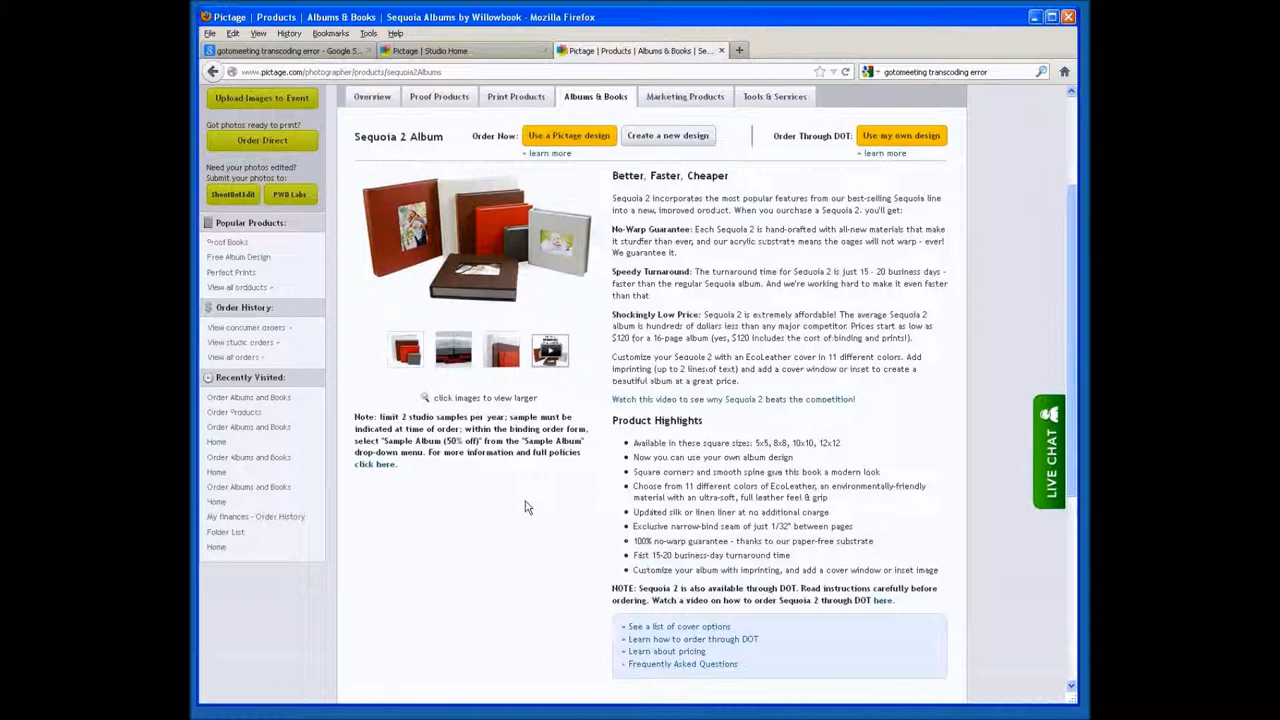 Pictage | Products | Albums & Books | Sequoia Albums by Willowbook - Mozilla Firefox
File Edit View History Bookmarks Tools Help
gotomeeting transcoding error - Google S...
Pictage | Studio Home
Pictage | Products | Albums & Books | Se...
www.pictage.com/photographer/products/sequoia2Albums
gotomeeting transcoding error
Upload Images to Event
Got photos ready to print?
Order Direct
Need your photos edited?
Submit your photos to:
ShootDotEdit PWD Labs
Popular Products:
Proof Books
Free Album Design
Perfect Prints
View all products
Order History:
View consumer orders
View studio orders
View all orders
Recently Visited:
Order Albums and Books
Order Products
Order Albums and Books
Home
Order Albums and Books
Home
Order Albums and Books
Home
My finances - Order History
Folder List
Home
Overview Proof Products Print Products Albums & Books Marketing Products Tools & Services
Sequoia 2 Album Order Now: Use a Pictage design Create a new design Order Through DOT: Use my own design
learn more learn more
click images to view larger
Note: limit 2 studio samples per year; sample must be
indicated at time of order; within the binding order form,
select "Sample Album (50% off)" from the "Sample Album"
drop-down menu. For more information and full policies
click here.
Better, Faster, Cheaper
Sequoia 2 incorporates the most popular features from our best-selling Sequoia line
into a new, improved product. When you purchase a Sequoia 2, you'll get:
No-Warp Guarantee: Each Sequoia 2 is hand-crafted with all-new materials that make
it sturdier than ever, and our acrylic substrate means the pages will not warp - ever!
We guarantee it.
Speedy Turnaround: The turnaround time for Sequoia 2 is just 15 - 20 business days -
faster than the regular Sequoia album. And we're working hard to make it even faster
than that
Shockingly Low Price: Sequoia 2 is extremely affordable! The average Sequoia 2
album is hundreds of dollars less than any major competitor. Prices start as low as
$120 for a 16-page album (yes, $120 includes the cost of binding and prints!).
Customize your Sequoia 2 with an EcoLeather cover in 11 different colors. Add
imprinting (up to 2 lines of text) and add a cover window or inset to create a
beautiful album at a great price.
Watch this video to see why Sequoia 2 beats the competition!
Product Highlights
Available in these square sizes: 5x5, 8x8, 10x10, 12x12
Now you can use your own album design
Square corners and smooth spine give this book a modern look
Choose from 11 different colors of EcoLeather, an environmentally-friendly
material with an ultra-soft, full leather feel & grip
Updated silk or linen liner at no additional charge
Exclusive narrow-bind seam of just 1/32" between pages
100% no-warp guarantee - thanks to our paper-free substrate
Fast 15-20 business-day turnaround time
Customize your album with imprinting, and add a cover window or inset image
NOTE: Sequoia 2 is also available through DOT. Read instructions carefully before
ordering. Watch a video on how to order Sequoia 2 through DOT here.
See a list of cover options
Learn how to order through DOT
Learn about pricing
Frequently Asked Questions
LIVE CHAT